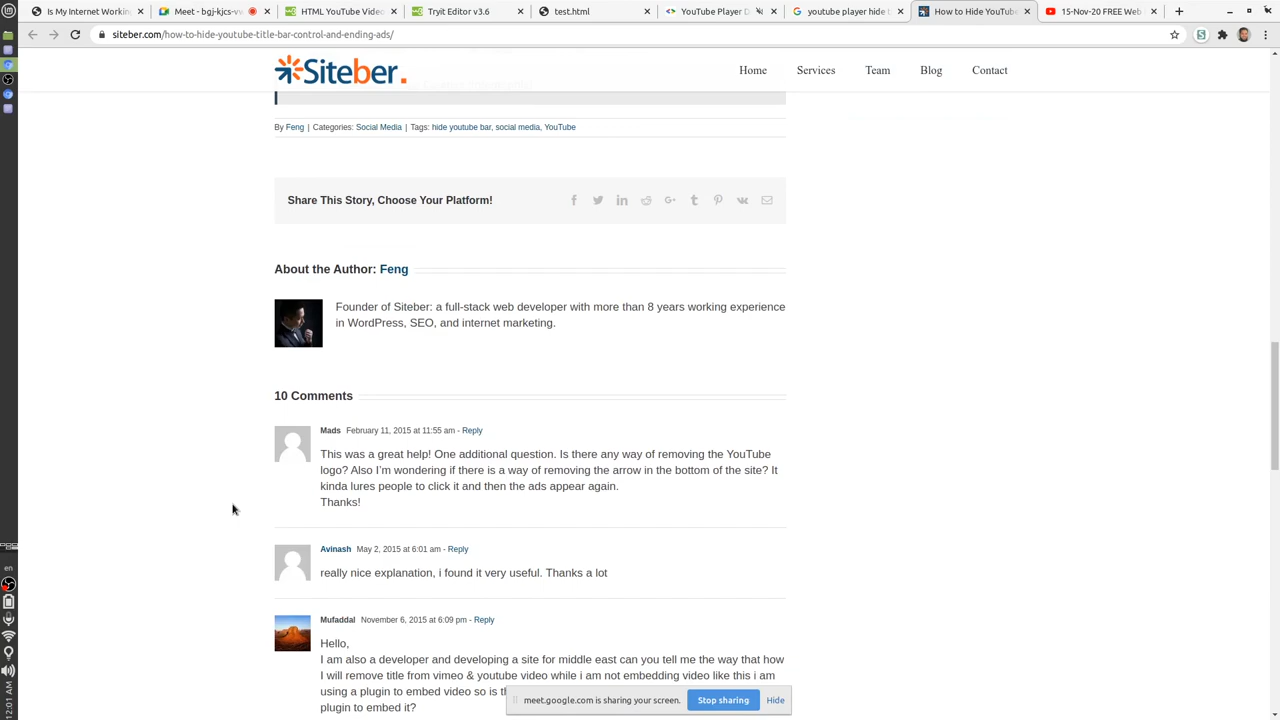 Is My Internet Working
Meet - bgj-kjcs-vv
HTML YouTube Video
Tryit Editor v3.6
test.html
YouTube Player D
youtube player hide t
How to Hide YouTube
15-Nov-20 FREE Web
siteber.com/how-to-hide-youtube-title-bar-control-and-ending-ads/
Siteber.
Home Services Team Blog Contact
By Feng | Categories: Social Media | Tags: hide youtube bar, social media, YouTube
Share This Story, Choose Your Platform!
About the Author: Feng
Founder of Siteber: a full-stack web developer with more than 8 years working experience
in WordPress, SEO, and internet marketing.
10 Comments
Mads February 11, 2015 at 11:55 am - Reply
This was a great help! One additional question. Is there any way of removing the YouTube
logo? Also I’m wondering if there is a way of removing the arrow in the bottom of the site? It
kinda lures people to click it and then the ads appear again.
Thanks!
Avinash May 2, 2015 at 6:01 am - Reply
really nice explanation, i found it very useful. Thanks a lot
Mufaddal November 6, 2015 at 6:09 pm - Reply
Hello,
I am also a developer and developing a site for middle east can you tell me the way that how
I will remove title from vimeo & youtube video while i am not embedding video like this i am
using a plugin to embed video so is th
plugin to embed it?
meet.google.com is sharing your screen. Stop sharing Hide
en
12:01 AM